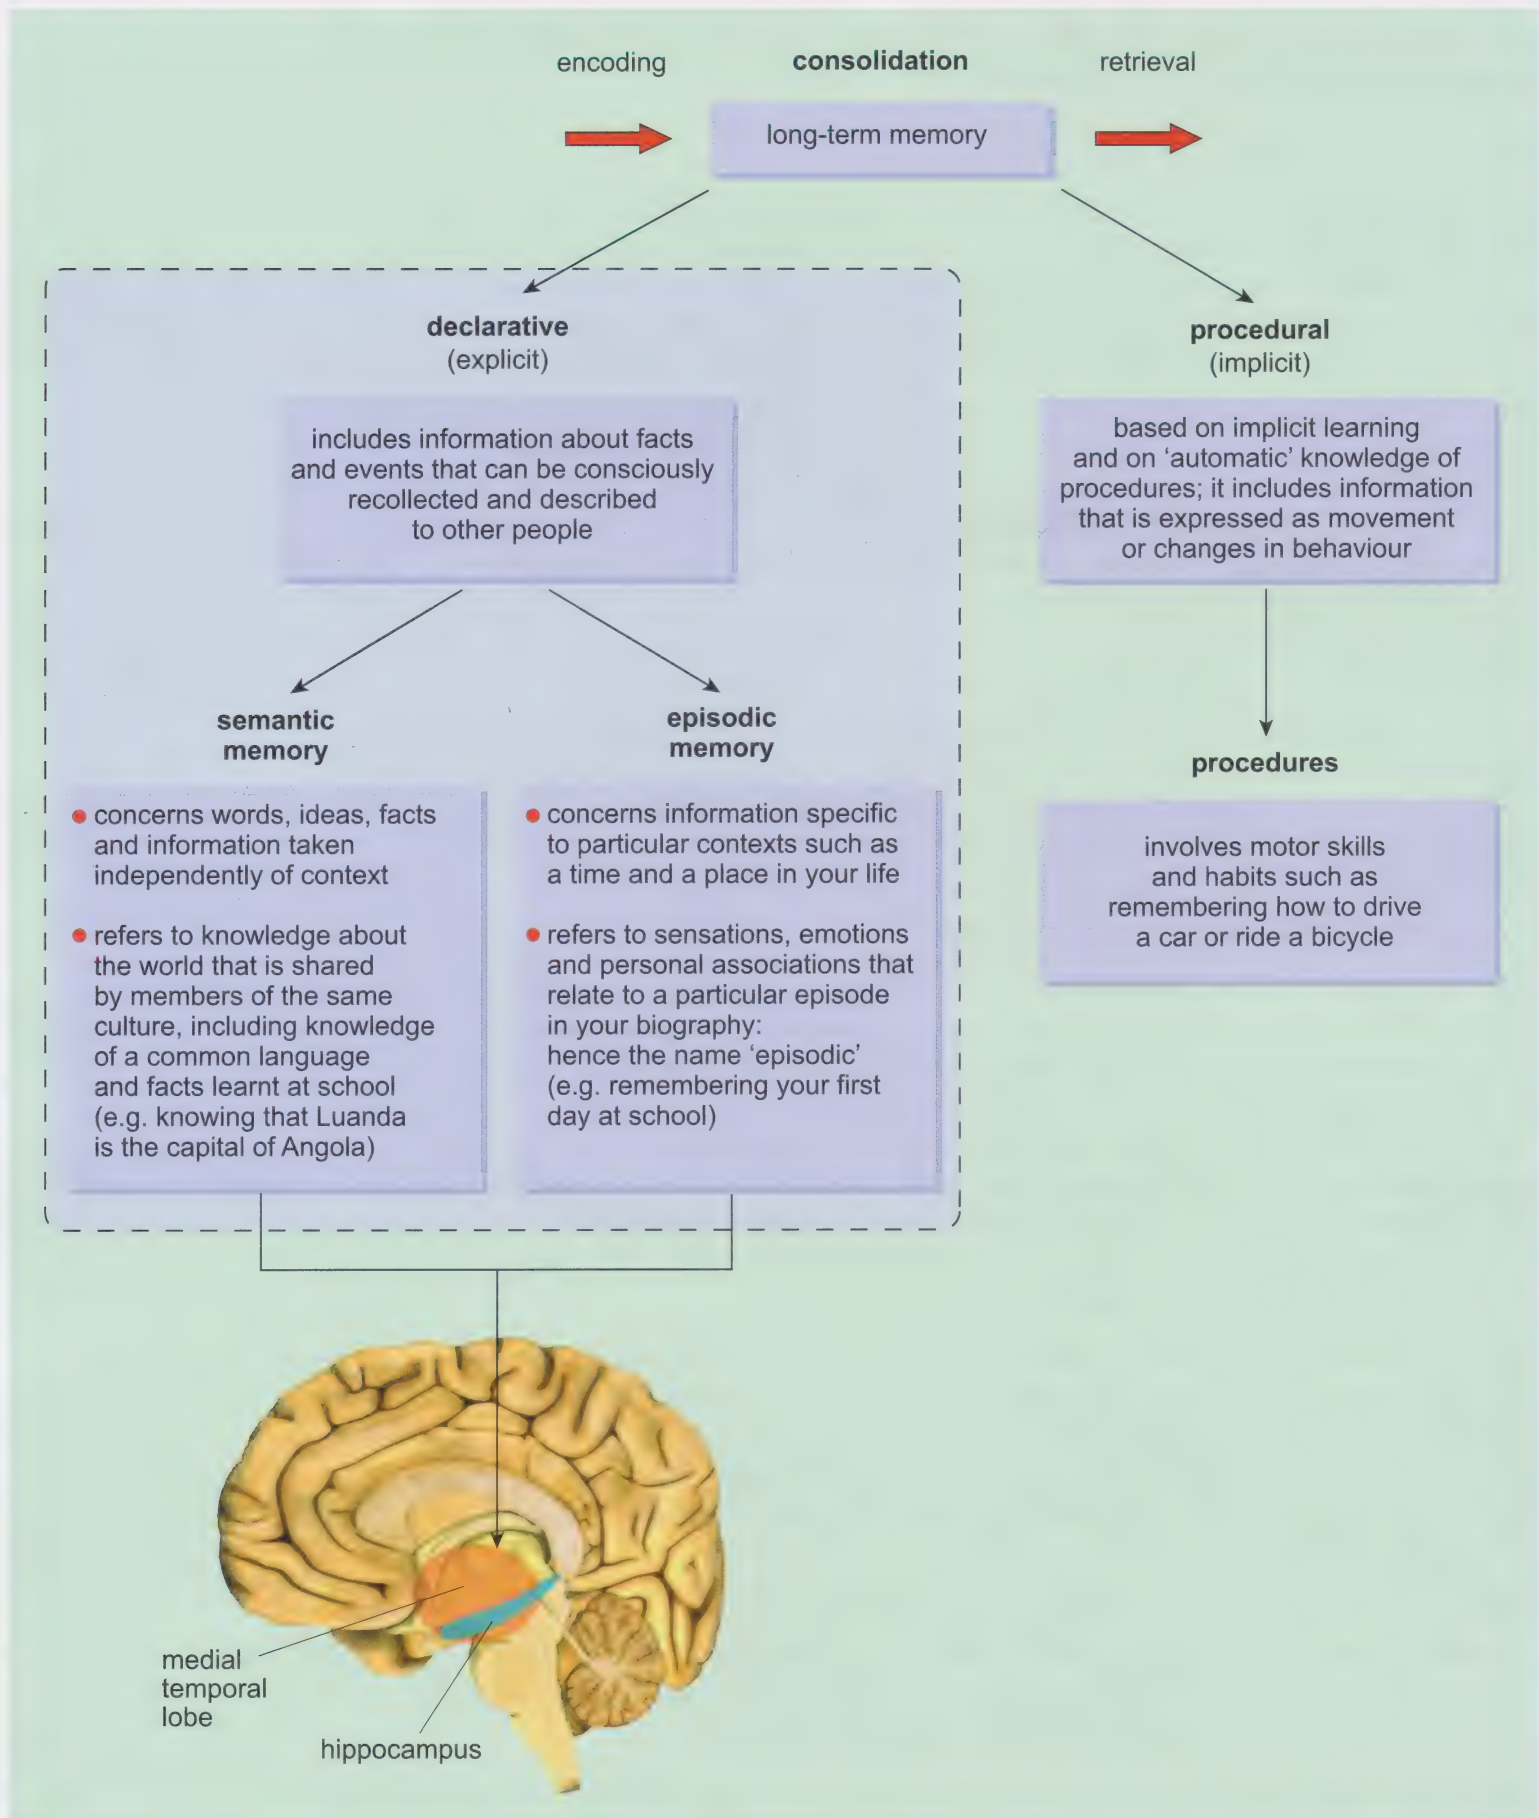 encoding
consolidation
retrieval
long-term memory
declarative
(explicit)
includes information about facts
and events that can be consciously
recollected and described
to other people
procedural
(implicit)
based on implicit learning
and on ‘automatic’ knowledge of
procedures; it includes information
that is expressed as movement
or changes in behaviour
semantic
memory
• concerns words, ideas, facts
and information taken
independently of context
• refers to knowledge about
the world that is shared
by members of the same
culture, including knowledge
of a common language
and facts learnt at school
(e.g. knowing that Luanda
is the capital of Angola)
episodic
memory
• concerns information specific
to particular contexts such as
a time and a place in your life
• refers to sensations, emotions
and personal associations that
relate to a particular episode
in your biography:
hence the name ‘episodic’
(e.g. remembering your first
day at school)
procedures
involves motor skills
and habits such as
remembering how to drive
a car or ride a bicycle
medial
temporal
lobe
hippocampus